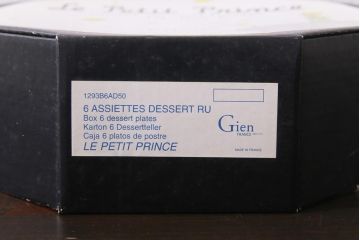 Le Petit Prince
1293B6AD50
6 ASSIETTES DESSERT RU
Box 6 dessert plates
Karton 6 Dessertteller
Caja 6 platos de postre
LE PETIT PRINCE
Gien
FRANCE
MADE IN FRANCE